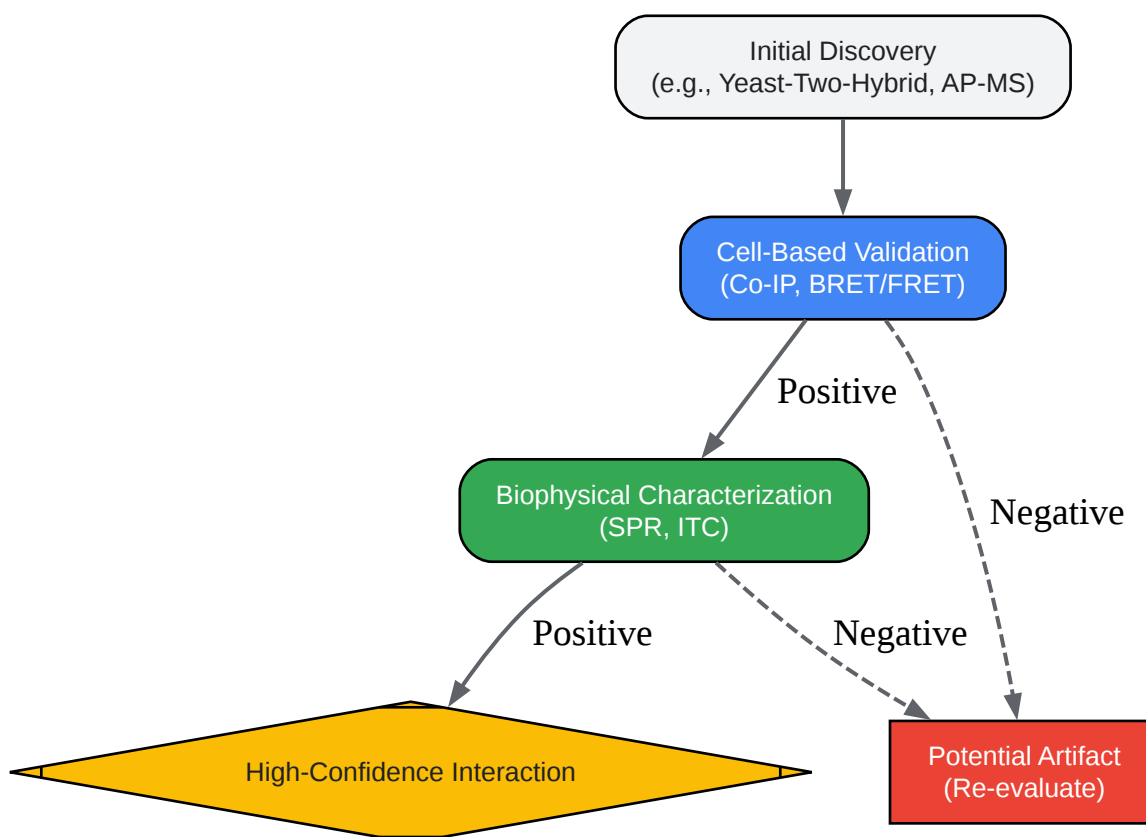 Initial Discovery
(e.g., Yeast-Two-Hybrid, AP-MS)
Cell-Based Validation
(Co-IP, BRET/FRET)
Positive
Negative
Biophysical Characterization
(SPR, ITC)
Positive
Negative
High-Confidence Interaction
Potential Artifact
(Re-evaluate)